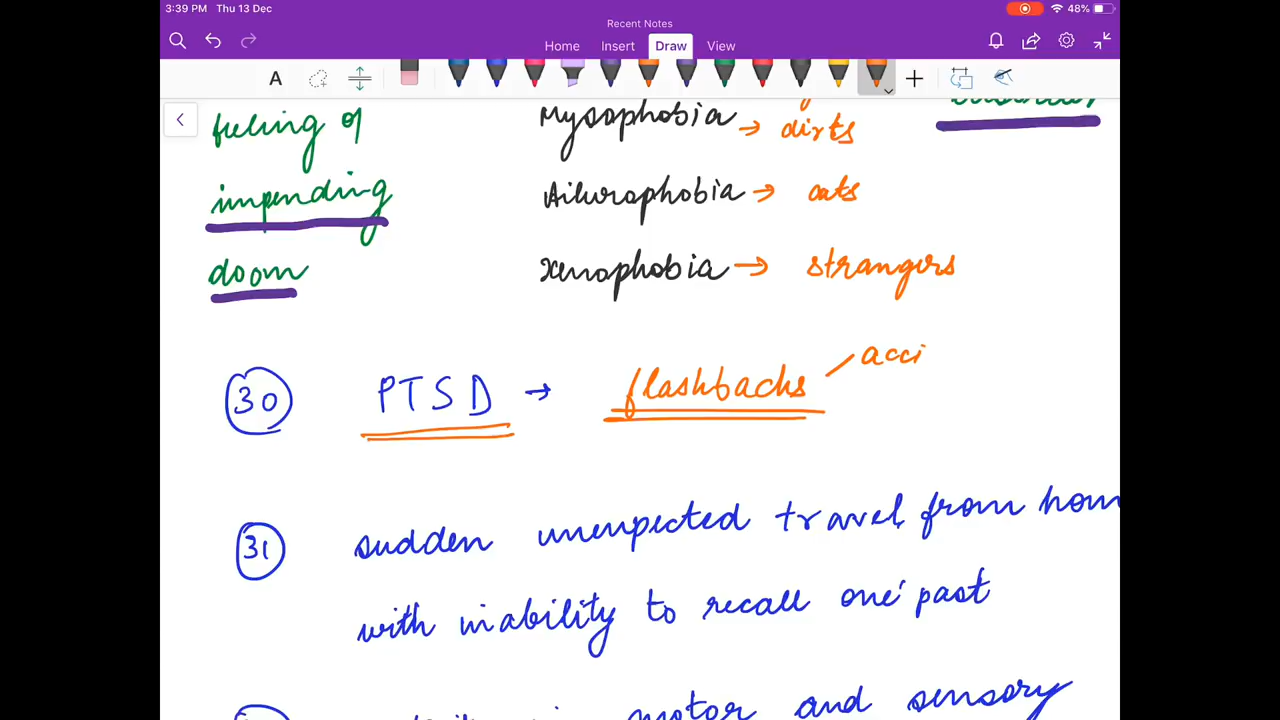 3:39 PM Thu 13 Dec
48%
Recent Notes
Home Insert Draw View
A
feeling of
impending
doom
Mysophobia → dirts
Ailurophobia → cats
Xenophobia → strangers
30 PTSD → flashbacks acci
31 sudden unexpected travel from hom
with inability to recall one' past
motor and sensory